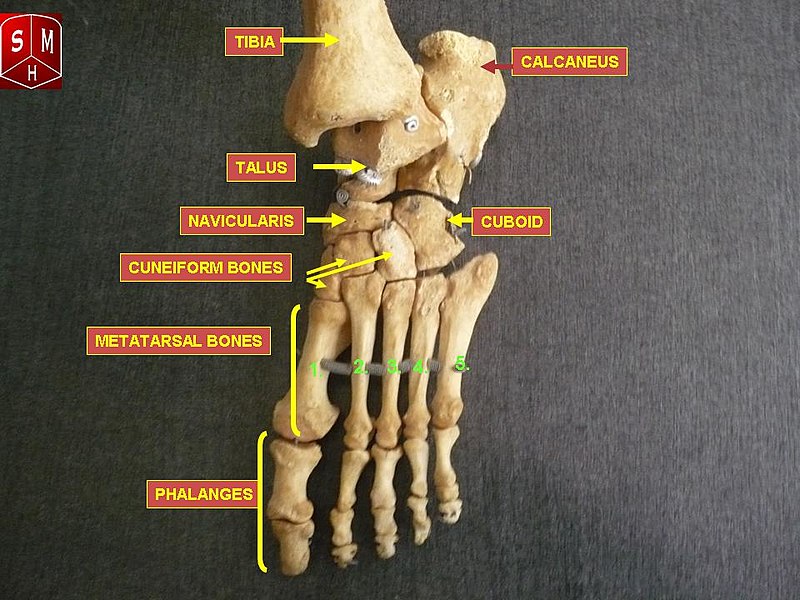 S M
H
TIBIA
CALCANEUS
TALUS
NAVICULARIS
CUBOID
CUNEIFORM BONES
METATARSAL BONES
1. 2. 3. 4. 5.
PHALANGES